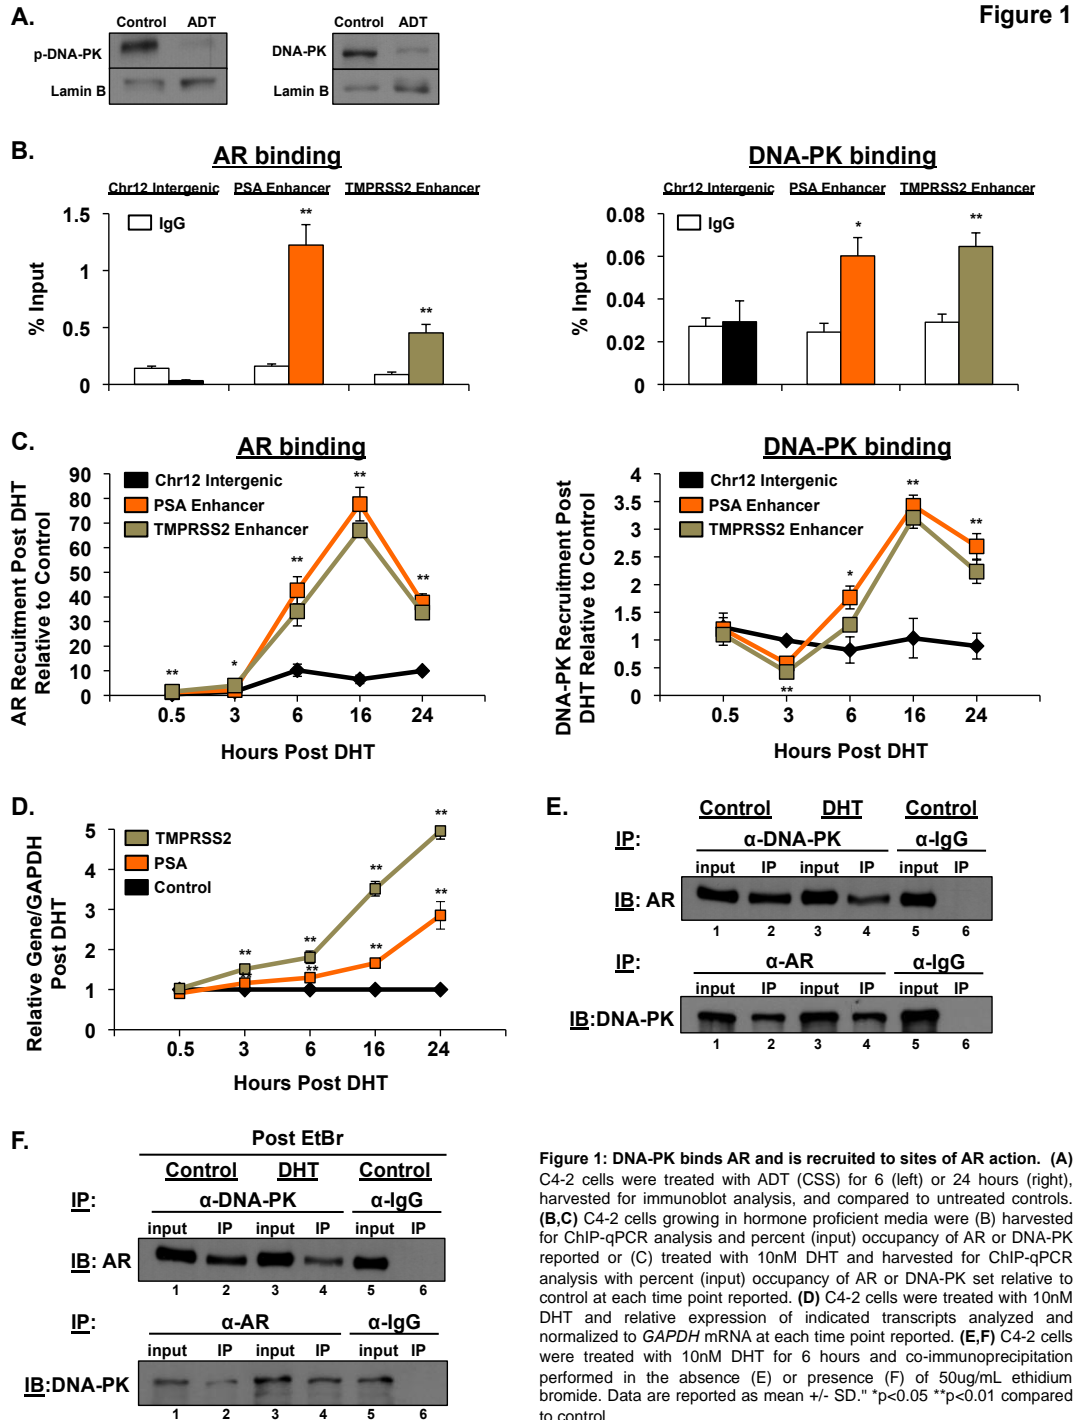 Figure 1
A.
Control ADT
p-DNA-PK
Lamin B
Control ADT
DNA-PK
Lamin B
B.
AR binding
Chr12 Intergenic PSA Enhancer TMPRSS2 Enhancer
IgG
% Input
1.5
1
0.5
0
**
**
DNA-PK binding
Chr12 Intergenic PSA Enhancer TMPRSS2 Enhancer
IgG
% Input
0.08
0.06
0.04
0.02
0
*
**
C.
AR binding
Chr12 Intergenic
PSA Enhancer
TMPRSS2 Enhancer
AR Recuitment Post DHT
Relative to Control
90
80
70
60
50
40
30
20
10
0
** * ** ** **
0.5 3 6 16 24
Hours Post DHT
DNA-PK binding
Chr12 Intergenic
PSA Enhancer
TMPRSS2 Enhancer
DNA-PK Recruitment Post
DHT Relative to Control
4
3.5
3
2.5
2
1.5
1
0.5
0
** * ** **
0.5 3 6 16 24
Hours Post DHT
D.
TMPRSS2
PSA
Control
Relative Gene/GAPDH
Post DHT
5
4
3
2
1
0
** ** ** **
** ** ** **
0.5 3 6 16 24
Hours Post DHT
E.
Control DHT Control
IP: α-DNA-PK α-IgG
input IP input IP input IP
IB: AR
1 2 3 4 5 6
IP: α-AR α-IgG
input IP input IP input IP
IB:DNA-PK
1 2 3 4 5 6
F.
Post EtBr
Control DHT Control
IP: α-DNA-PK α-IgG
input IP input IP input IP
IB: AR
1 2 3 4 5 6
IP: α-AR α-IgG
input IP input IP input IP
IB:DNA-PK
1 2 3 4 5 6
Figure 1: DNA-PK binds AR and is recruited to sites of AR action. (A)
C4-2 cells were treated with ADT (CSS) for 6 (left) or 24 hours (right),
harvested for immunoblot analysis, and compared to untreated controls.
(B,C) C4-2 cells growing in hormone proficient media were (B) harvested
for ChIP-qPCR analysis and percent (input) occupancy of AR or DNA-PK
reported or (C) treated with 10nM DHT and harvested for ChIP-qPCR
analysis with percent (input) occupancy of AR or DNA-PK set relative to
control at each time point reported. (D) C4-2 cells were treated with 10nM
DHT and relative expression of indicated transcripts analyzed and
normalized to GAPDH mRNA at each time point reported. (E,F) C4-2 cells
were treated with 10nM DHT for 6 hours and co-immunoprecipitation
performed in the absence (E) or presence (F) of 50ug/mL ethidium
bromide. Data are reported as mean +/- SD." *p<0.05 **p<0.01 compared
to control